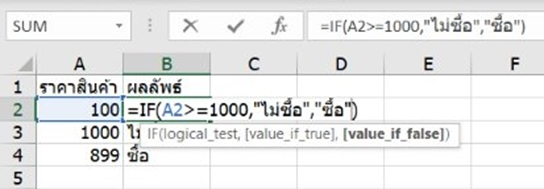 SUM =IF(A2>=1000,"ไม่ซื้อ","ซื้อ")
A B C D E F
1 ราคาสินค้า ผลลัพธ์
2 100 =IF(A2>=1000,"ไม่ซื้อ","ซื้อ")
3 1000
IF(logical_test, [value_if_true], [value_if_false])
4 899 ซื้อ